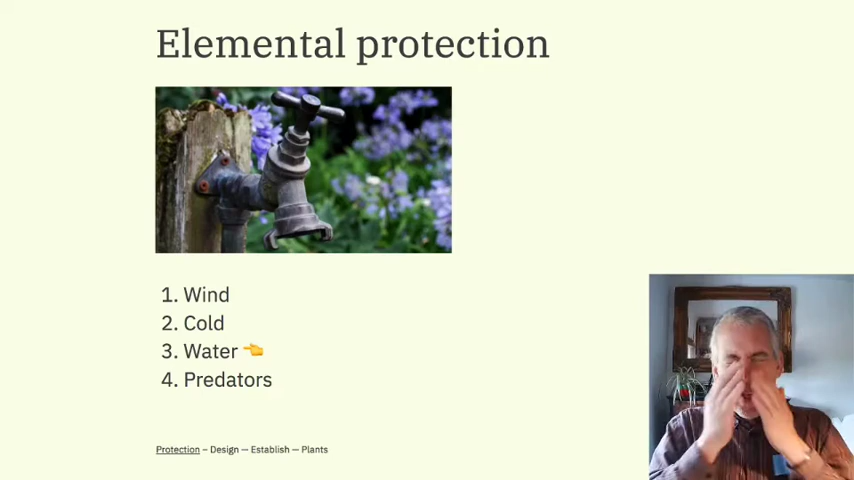 Elemental protection
1. Wind
2. Cold
3. Water 👈
4. Predators
Protection – Design — Establish — Plants